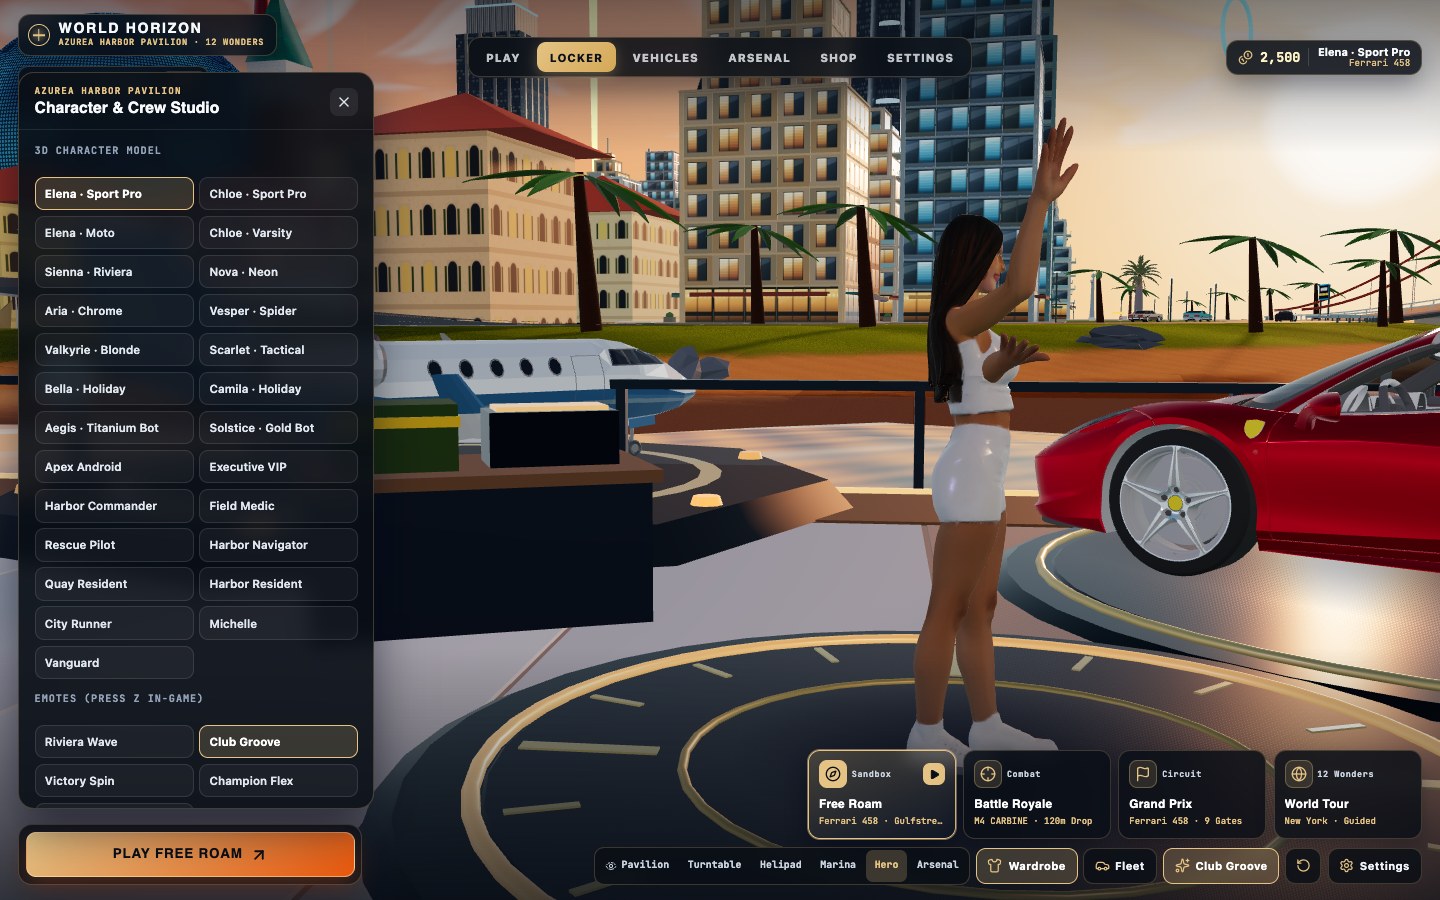 WORLD HORIZON
AZUREA HARBOR PAVILION · 12 WONDERS
PLAY
LOCKER
VEHICLES
ARSENAL
SHOP
SETTINGS
2,500
Elena · Sport Pro
Ferrari 458
AZUREA HARBOR PAVILION
Character & Crew Studio
3D CHARACTER MODEL
Elena · Sport Pro
Chloe · Sport Pro
Elena · Moto
Chloe · Varsity
Sienna · Riviera
Nova · Neon
Aria · Chrome
Vesper · Spider
Valkyrie · Blonde
Scarlet · Tactical
Bella · Holiday
Camila · Holiday
Aegis · Titanium Bot
Solstice · Gold Bot
Apex Android
Executive VIP
Harbor Commander
Field Medic
Rescue Pilot
Harbor Navigator
Quay Resident
Harbor Resident
City Runner
Michelle
Vanguard
EMOTES (PRESS Z IN-GAME)
Riviera Wave
Club Groove
Victory Spin
Champion Flex
PLAY FREE ROAM
Sandbox
Free Roam
Ferrari 458 · Gulfstre…
Combat
Battle Royale
M4 CARBINE · 120m Drop
Circuit
Grand Prix
Ferrari 458 · 9 Gates
12 Wonders
World Tour
New York · Guided
Pavilion
Turntable
Helipad
Marina
Hero
Arsenal
Wardrobe
Fleet
Club Groove
Settings